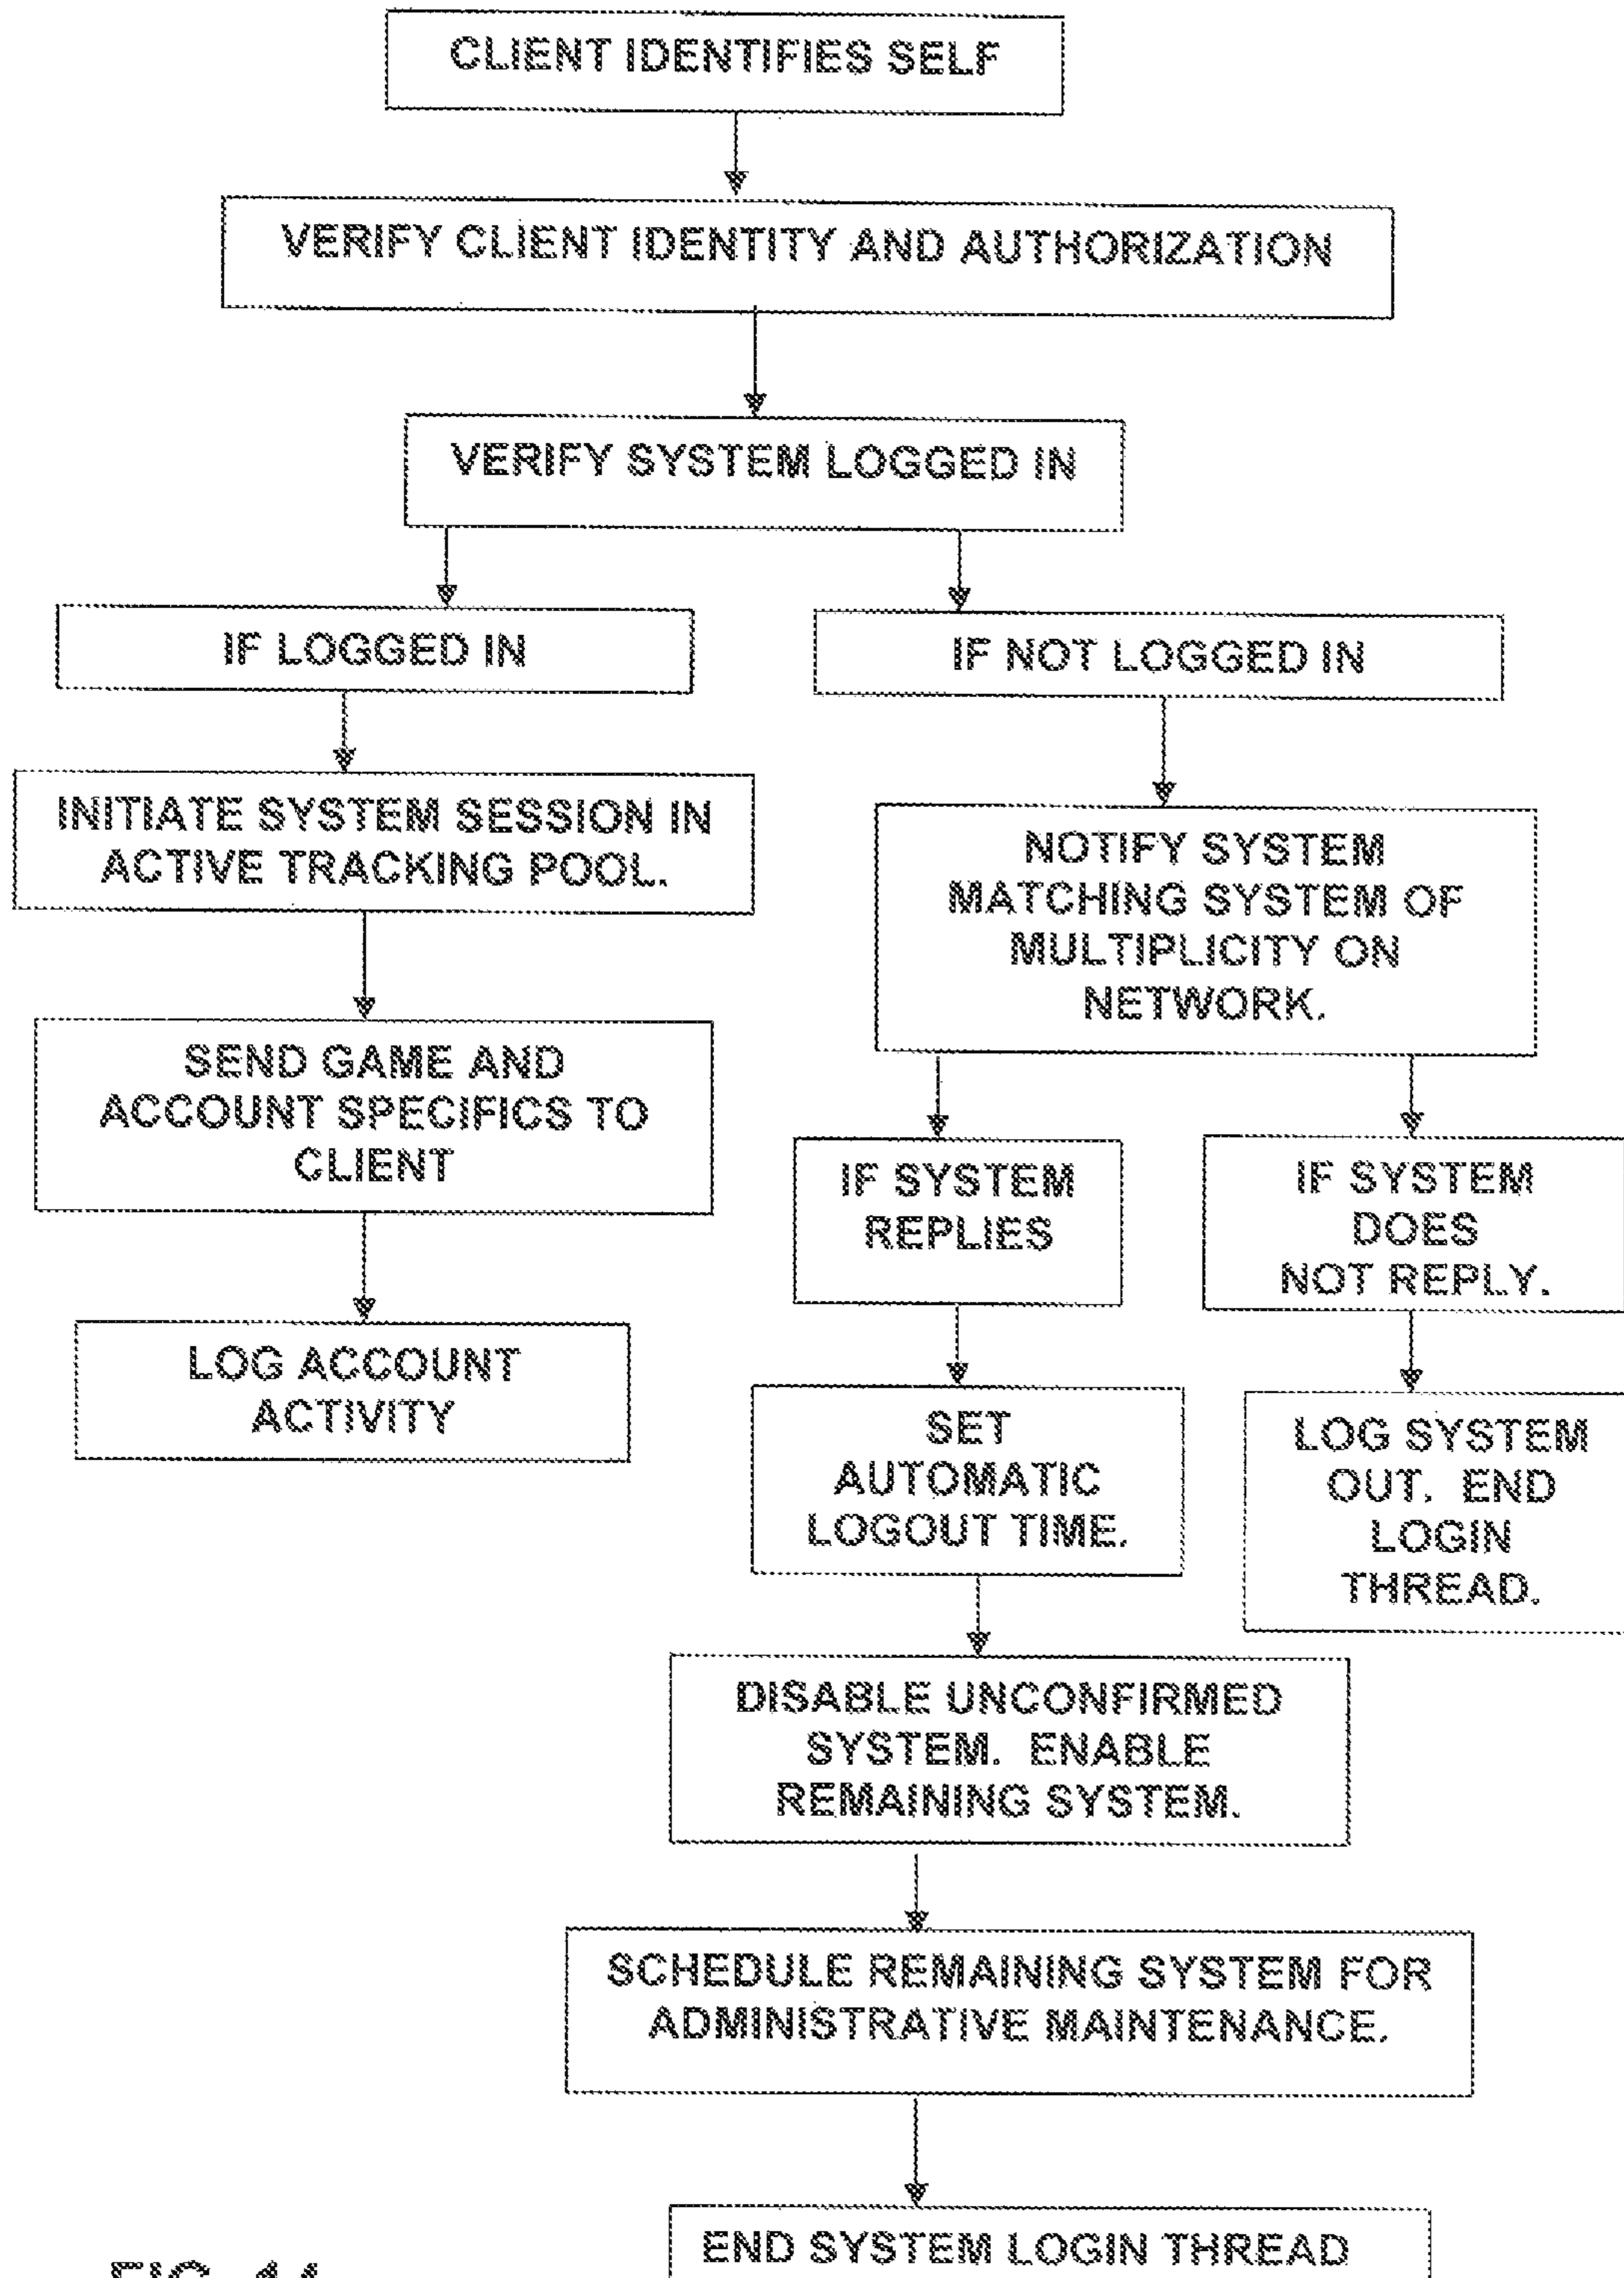 CLIENT IDENTIFIES SELF
VERIFY CLIENT IDENTITY AND AUTHORIZATION
VERIFY SYSTEM LOGGED IN
IF LOGGED IN
IF NOT LOGGED IN
INITIATE SYSTEM SESSION IN
ACTIVE TRACKING POOL.
NOTIFY SYSTEM
MATCHING SYSTEM OF
MULTIPLICITY ON
NETWORK.
SEND GAME AND
ACCOUNT SPECIFICS TO
CLIENT
IF SYSTEM
REPLIES
IF SYSTEM
DOES
NOT REPLY.
LOG ACCOUNT
ACTIVITY
SET
AUTOMATIC
LOGOUT TIME.
LOG SYSTEM
OUT. END
LOGIN
THREAD.
DISABLE UNCONFIRMED
SYSTEM. ENABLE
REMAINING SYSTEM.
SCHEDULE REMAINING SYSTEM FOR
ADMINISTRATIVE MAINTENANCE.
END SYSTEM LOGIN THREAD
FIG.